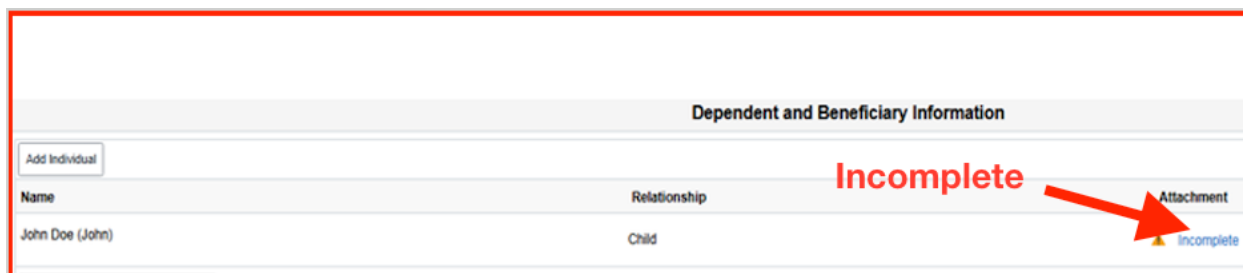 Dependent and Beneficiary Information
Add Individual
Incomplete
Name Relationship Attachment
John Doe (John) Child Incomplete